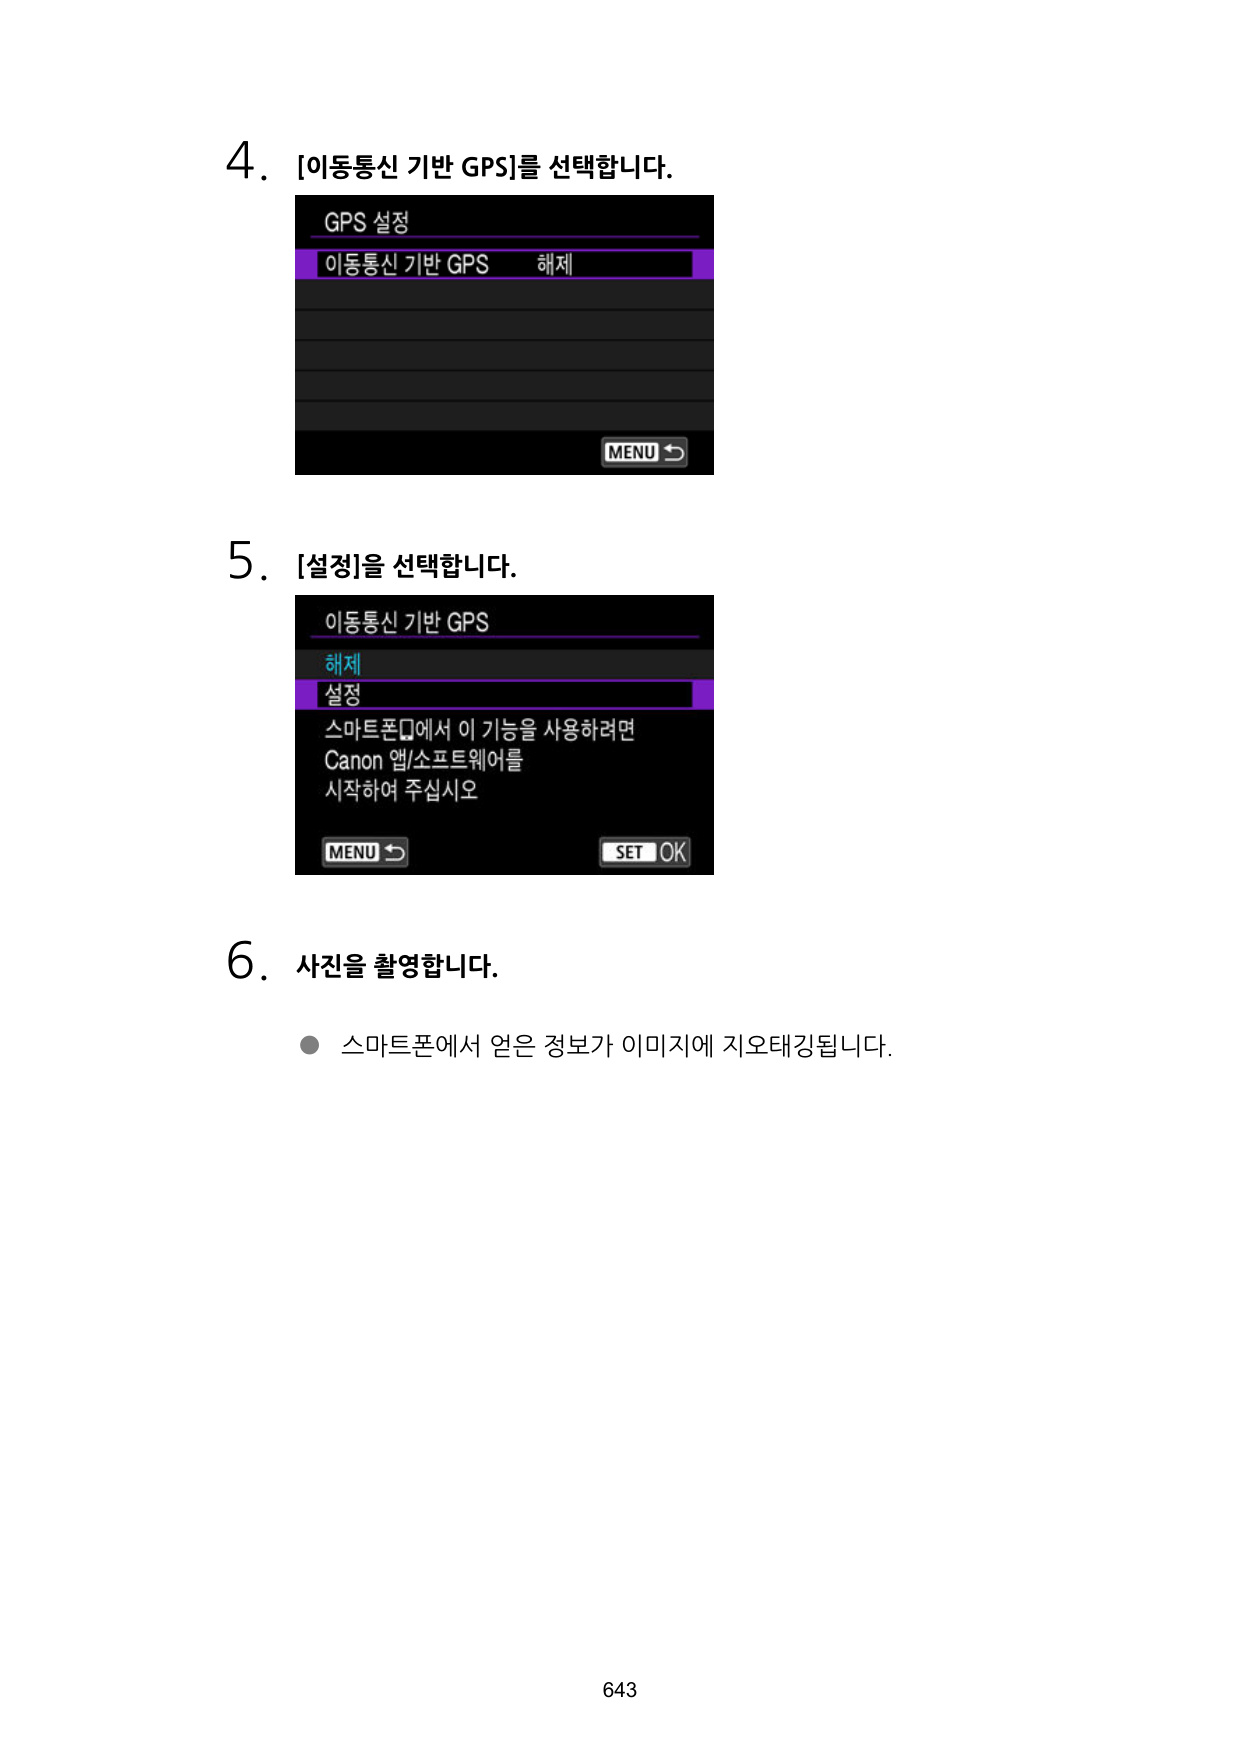 4. [이동통신 기반 GPS]를 선택합니다.
GPS 설정
이동통신 기반 GPS 해제
MENU
5. [설정]을 선택합니다.
이동통신 기반 GPS
해제
설정
스마트폰에서 이 기능을 사용하려면
Canon 앱/소프트웨어를
시작하여 주십시오
MENU SET OK
6. 사진을 촬영합니다.
● 스마트폰에서 얻은 정보가 이미지에 지오태깅됩니다.
643